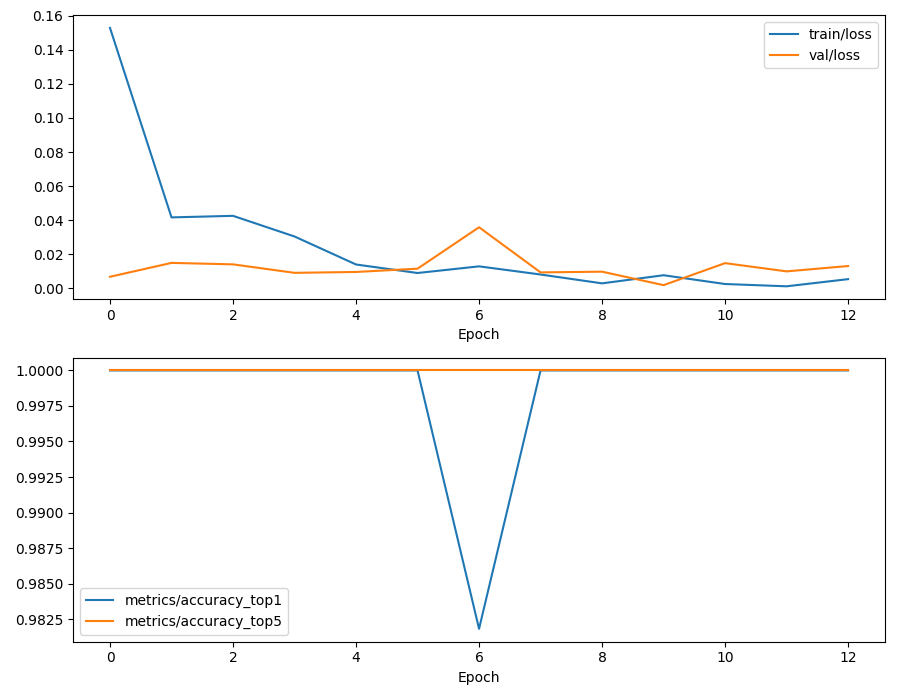 0.16
0.14
0.12
0.10
0.08
0.06
0.04
0.02
0.00
train/loss
val/loss
0 2 4 6 8 10 12
Epoch
1.0000
0.9975
0.9950
0.9925
0.9900
0.9875
0.9850
0.9825
metrics/accuracy_top1
metrics/accuracy_top5
0 2 4 6 8 10 12
Epoch